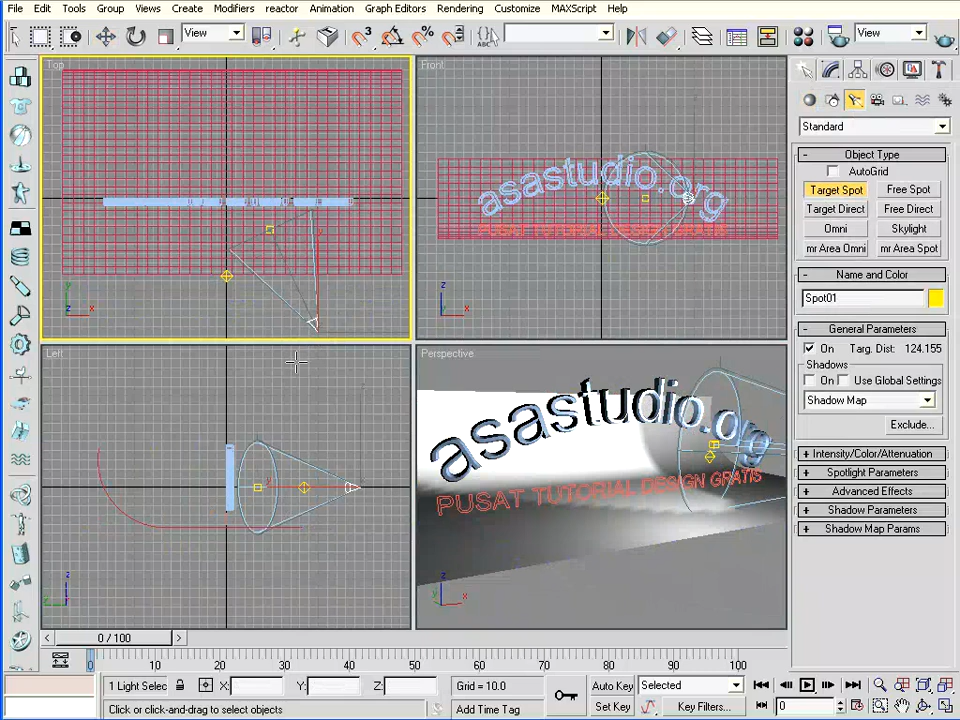 File Edit Tools Group Views Create Modifiers reactor Animation Graph Editors Rendering Customize MAXScript Help
View 3 % ABC View
Top
Front
Standard
Object Type
AutoGrid
Target Spot Free Spot
Target Direct Free Direct
Omni Skylight
mr Area Omni mr Area Spot
Name and Color
Spot01
General Parameters
On Targ. Dist: 124.155
Shadows
On Use Global Settings
Shadow Map
Exclude...
Intensity/Color/Attenuation
Spotlight Parameters
Advanced Effects
Shadow Parameters
Shadow Map Params
asastudio.org
PUSAT TUTORIAL DESIGN GRATIS
y x z
z x
Left
Perspective
asastudio.org
PUSAT TUTORIAL DESIGN GRATIS
z
z x
0 / 100
0 10 20 30 40 50 60 70 80 90 100
1 Light Selec X: Y: Z: Grid = 10.0 Auto Key Selected
Click or click-and-drag to select objects Add Time Tag Set Key Key Filters... 0